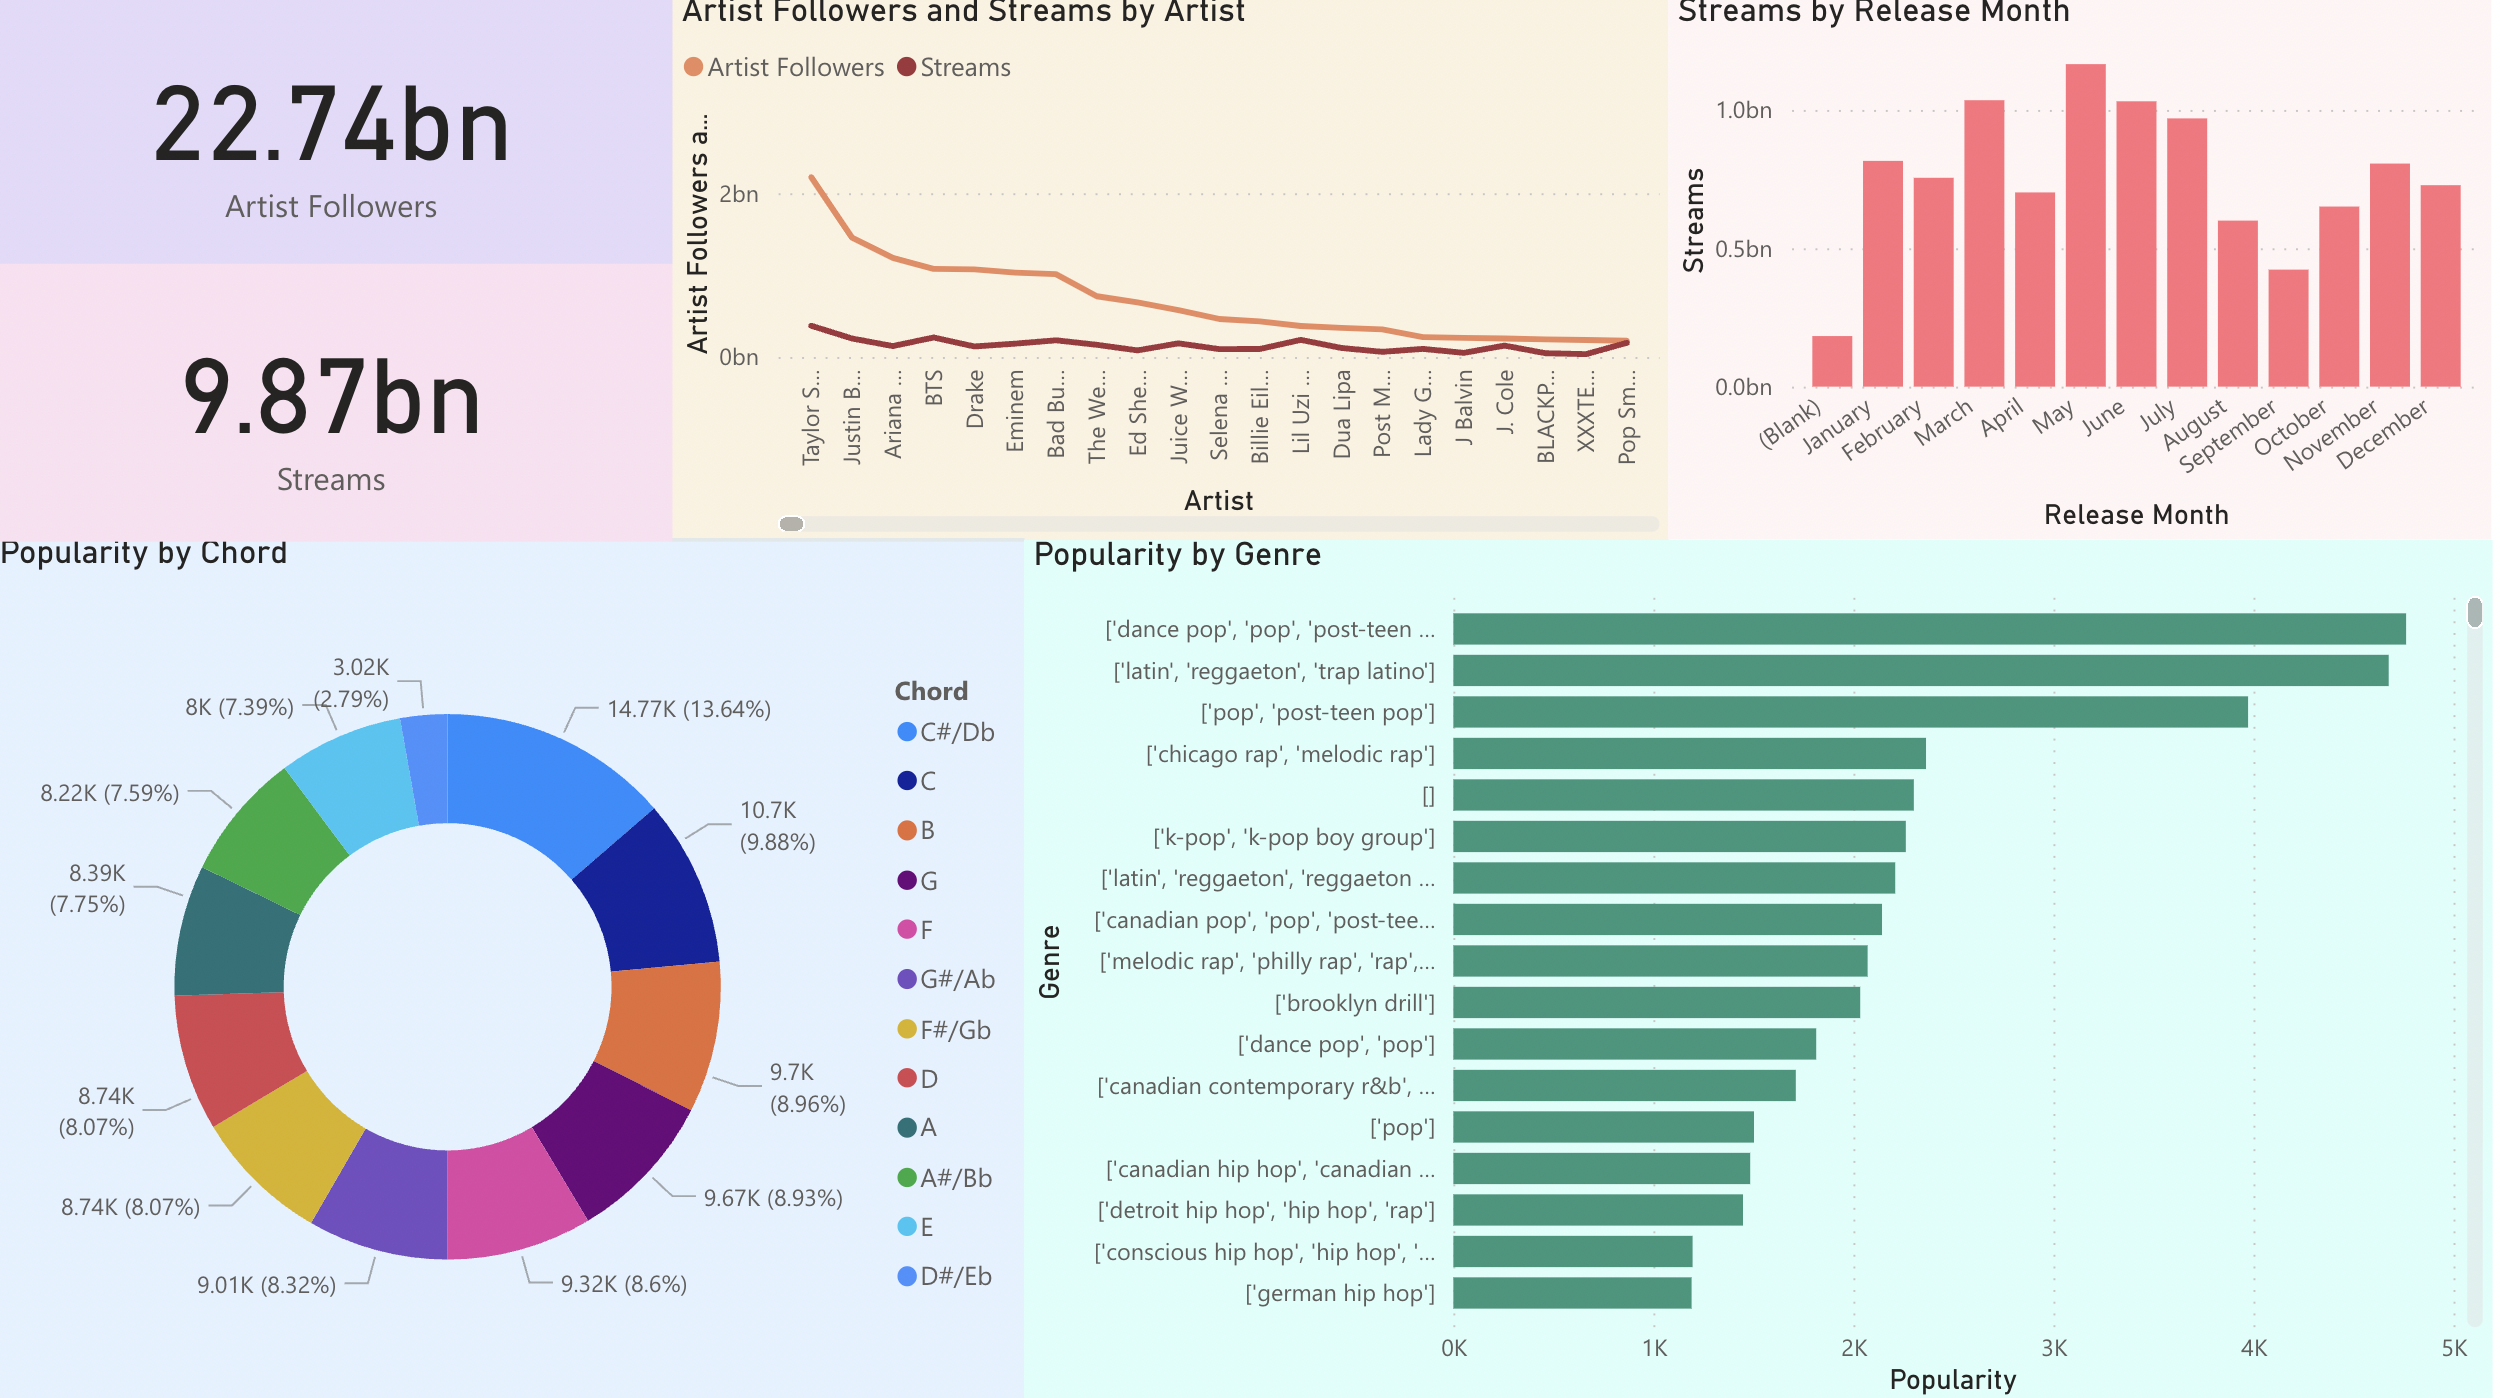 22.74bn
Artist Followers
9.87bn
Streams
Artist Followers and Streams by Artist
Artist Followers
Streams
Artist Followers a...
2bn
0bn
Taylor S...
Justin B...
Ariana ...
BTS
Drake
Eminem
Bad Bu...
The We...
Ed She...
Juice W...
Selena ...
Billie Eil...
Lil Uzi ...
Dua Lipa
Post M...
Lady G...
J Balvin
J. Cole
BLACKP...
XXXTE...
Pop Sm...
Artist
Streams by Release Month
Streams
1.0bn
0.5bn
0.0bn
(Blank)
January
February
March
April
May
June
July
August
September
October
November
December
Release Month
Popularity by Chord
14.77K (13.64%)
10.7K
(9.88%)
9.7K
(8.96%)
9.67K (8.93%)
9.32K (8.6%)
9.01K (8.32%)
8.74K (8.07%)
8.74K
(8.07%)
8.39K
(7.75%)
8.22K (7.59%)
8K (7.39%)
3.02K
(2.79%)
Chord
C#/Db
C
B
G
F
G#/Ab
F#/Gb
D
A
A#/Bb
E
D#/Eb
Popularity by Genre
Genre
['dance pop', 'pop', 'post-teen ...
['latin', 'reggaeton', 'trap latino']
['pop', 'post-teen pop']
['chicago rap', 'melodic rap']
[]
['k-pop', 'k-pop boy group']
['latin', 'reggaeton', 'reggaeton ...
['canadian pop', 'pop', 'post-tee...
['melodic rap', 'philly rap', 'rap',...
['brooklyn drill']
['dance pop', 'pop']
['canadian contemporary r&b', ...
['pop']
['canadian hip hop', 'canadian ...
['detroit hip hop', 'hip hop', 'rap']
['conscious hip hop', 'hip hop', '...
['german hip hop']
0K
1K
2K
3K
4K
5K
Popularity